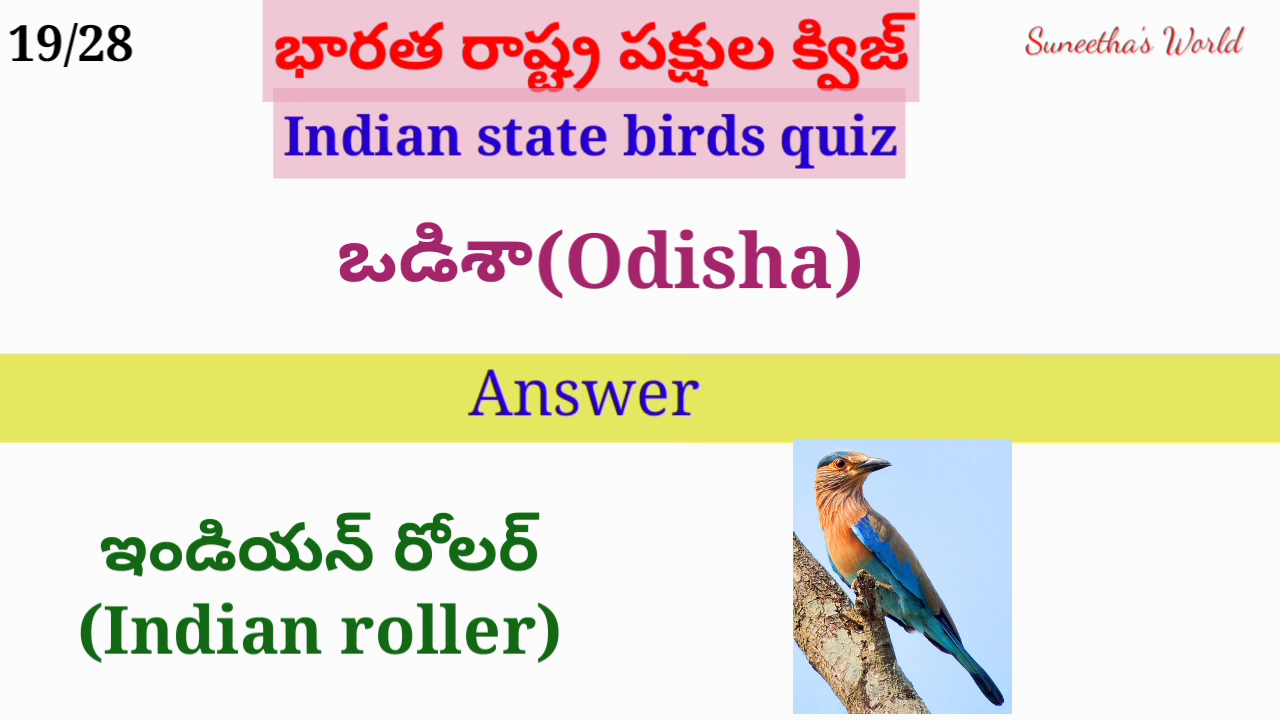 19/28
భారత రాష్ట్ర పక్షుల క్విజ్
Suneetha's World
Indian state birds quiz
ఒడిశా(Odisha)
Answer
ఇండియన్ రోలర్
(Indian roller)